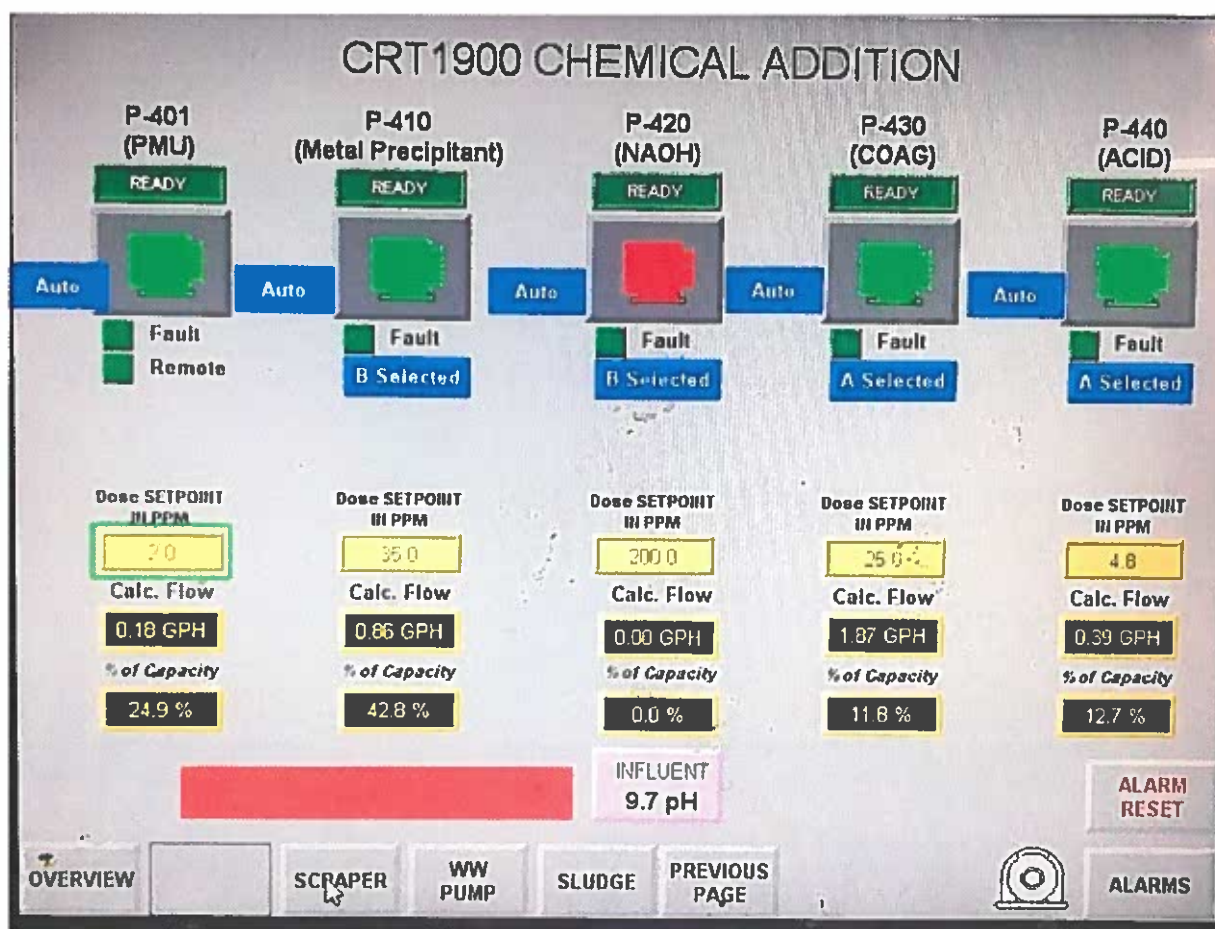 CRT1900 CHEMICAL ADDITION
P-401
(PMU)
READY
Auto
Fault
Remote
Dose SETPOINT
IN PPM
2.0
Calc. Flow
0.18 GPH
% of Capacity
24.9 %
P-410
(Metal Precipitant)
READY
Auto
Fault
B Selected
Dose SETPOINT
IN PPM
35.0
Calc. Flow
0.86 GPH
% of Capacity
42.8 %
P-420
(NAOH)
READY
Auto
Fault
B Selected
Dose SETPOINT
IN PPM
200.0
Calc. Flow
0.00 GPH
% of Capacity
0.0 %
INFLUENT
9.7 pH
P-430
(COAG)
READY
Auto
Fault
A Selected
Dose SETPOINT
IN PPM
25.0
Calc. Flow
1.87 GPH
% of Capacity
11.8 %
P-440
(ACID)
READY
Auto
Fault
A Selected
Dose SETPOINT
IN PPM
4.8
Calc. Flow
0.39 GPH
% of Capacity
12.7 %
ALARM
RESET
OVERVIEW
SCRAPER
WW
PUMP
SLUDGE
PREVIOUS
PAGE
ALARMS